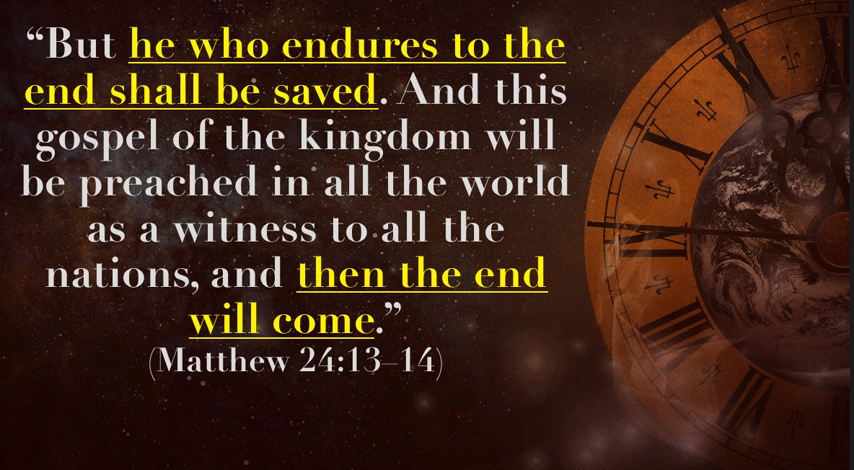 “But he who endures to the
end shall be saved. And this
gospel of the kingdom will
be preached in all the world
as a witness to all the
nations, and then the end
will come.”
(Matthew 24:13–14)